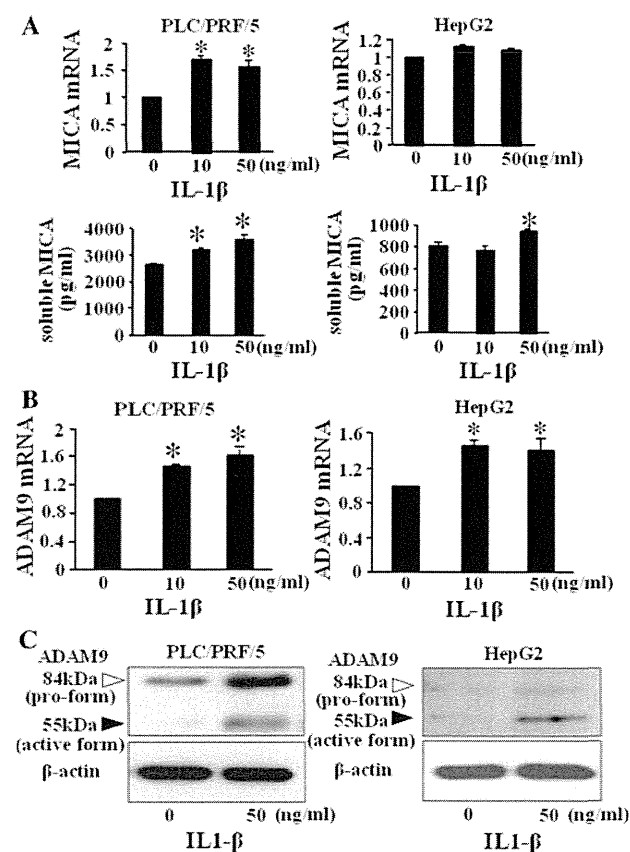 A
PLC/PRF/5
HepG2
MICA mRNA
2
1.5
1
0.5
0
0 10 50(ng/ml)
IL-1β
MICA mRNA
1.2
1
0.8
0.6
0.4
0.2
0
0 10 50(ng/ml)
IL-1β
soluble MICA
(pg/ml)
4000
3000
2000
1000
0
0 10 50(ng/ml)
IL-1β
soluble MICA
(pg/ml)
1000
800
600
400
200
0
0 10 50(ng/ml)
IL-1β
B
PLC/PRF/5
HepG2
ADAM9 mRNA
2
1.6
1.2
0.8
0.4
0
0 10 50(ng/ml)
IL-1β
ADAM9 mRNA
1.6
1.2
0.8
0.4
0
0 10 50(ng/ml)
IL-1β
C
PLC/PRF/5
ADAM9
84kDa
(pro-form)
55kDa
(active form)
β-actin
0 50 (ng/ml)
IL1-β
HepG2
ADAM9
84kDa
(pro-form)
55kDa
(active form)
β-actin
0 50 (ng/ml)
IL1-β